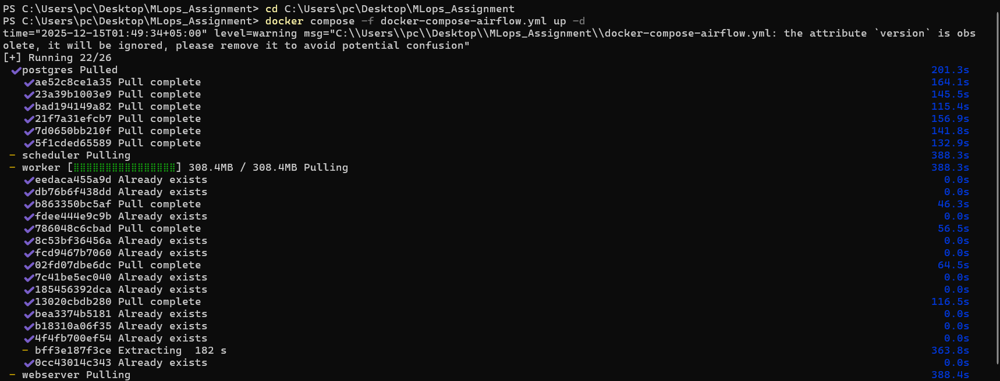 PS C:\Users\pc\Desktop\MLops_Assignment> cd C:\Users\pc\Desktop\MLops_Assignment
PS C:\Users\pc\Desktop\MLops_Assignment> docker compose -f docker-compose-airflow.yml up -d
time="2025-12-15T01:49:34+05:00" level=warning msg="C:\\Users\\pc\\Desktop\\MLops_Assignment\\docker-compose-airflow.yml: the attribute `version` is obs
olete, it will be ignored, please remove it to avoid potential confusion"
[+] Running 22/26
✔postgres Pulled 201.3s
✔ae52c8ce1a35 Pull complete 164.1s
✔23a39b1003e9 Pull complete 145.5s
✔bad194149a82 Pull complete 115.4s
✔21f7a31efcb7 Pull complete 156.9s
✔7d0650bb210f Pull complete 141.8s
✔5f1cded65589 Pull complete 132.9s
- scheduler Pulling 388.3s
- worker [⣿⣿⣿⣿⣿⣿⣿⣿⣿⣿⣿⣿⣿⣿⣿⣿] 308.4MB / 308.4MB Pulling 388.3s
✔eedaca455a9d Already exists 0.0s
✔db76b6f438dd Already exists 0.0s
✔b863350bc5af Pull complete 46.3s
✔fdee444e9c9b Already exists 0.0s
✔786048c6cbad Pull complete 56.5s
✔8c53bf36456a Already exists 0.0s
✔fcd9467b7060 Already exists 0.0s
✔02fd07dbe6dc Pull complete 64.5s
✔7c41be5ec040 Already exists 0.0s
✔185456392dca Already exists 0.0s
✔13020cbdb280 Pull complete 116.5s
✔bea3374b5181 Already exists 0.0s
✔b18310a06f35 Already exists 0.0s
✔4f4fb700ef54 Already exists 0.0s
- bff3e187f3ce Extracting 182 s 363.8s
✔0cc43014c343 Already exists 0.0s
- webserver Pulling 388.4s